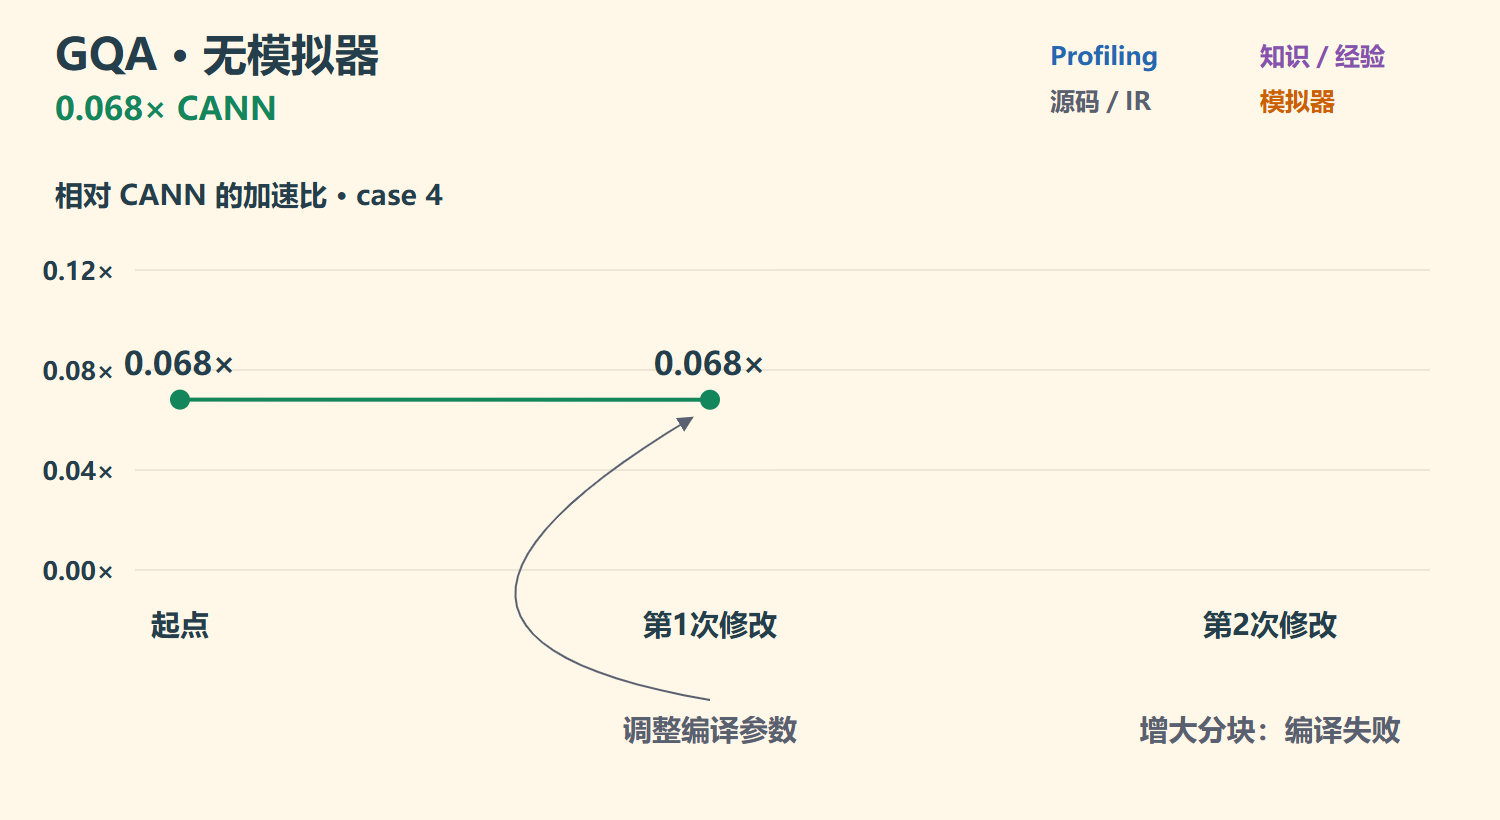 GQA • 无模拟器
0.068× CANN
Profiling
知识 / 经验
源码 / IR
模拟器
相对 CANN 的加速比 • case 4
0.12×
0.08×
0.068×
0.068×
0.04×
0.00×
起点
第1次修改
第2次修改
调整编译参数
增大分块：编译失败